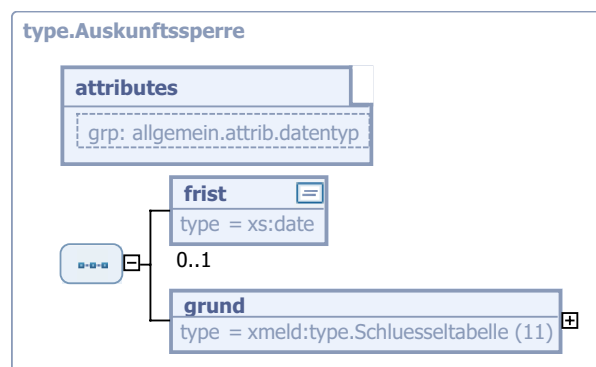 type.Auskunftssperre
attributes
grp: allgemein.attrib.datentyp
frist
type = xs:date
0..1
grund
type = xmeld:type.Schluesseltabelle (11)